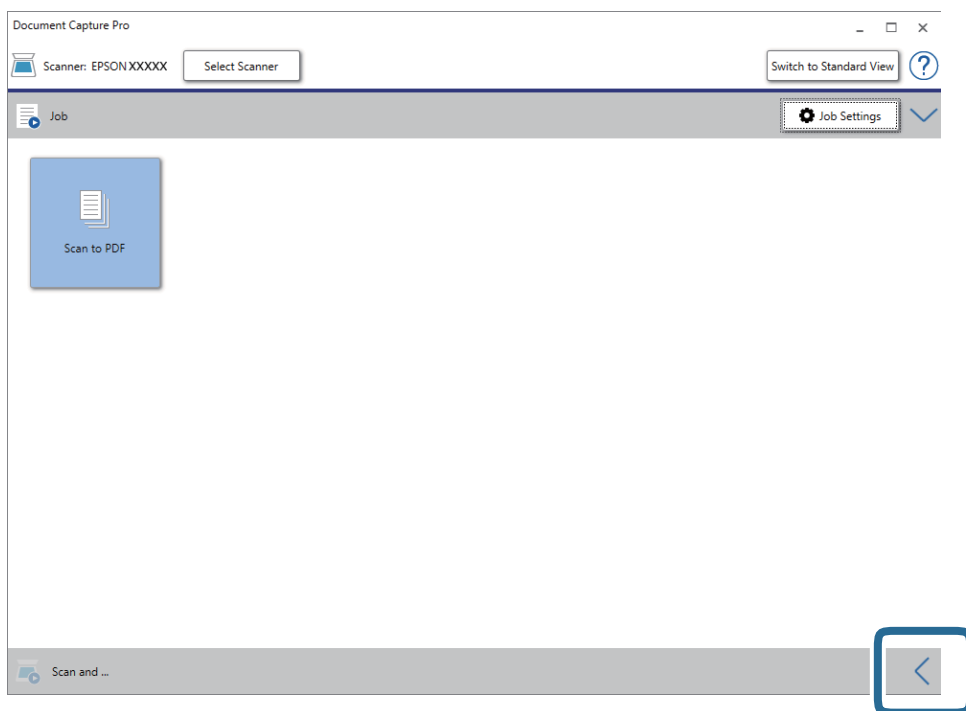 Document Capture Pro
Scanner: EPSON XXXXX
Select Scanner
Switch to Standard View
?
Job
Job Settings
Scan to PDF
Scan and ...